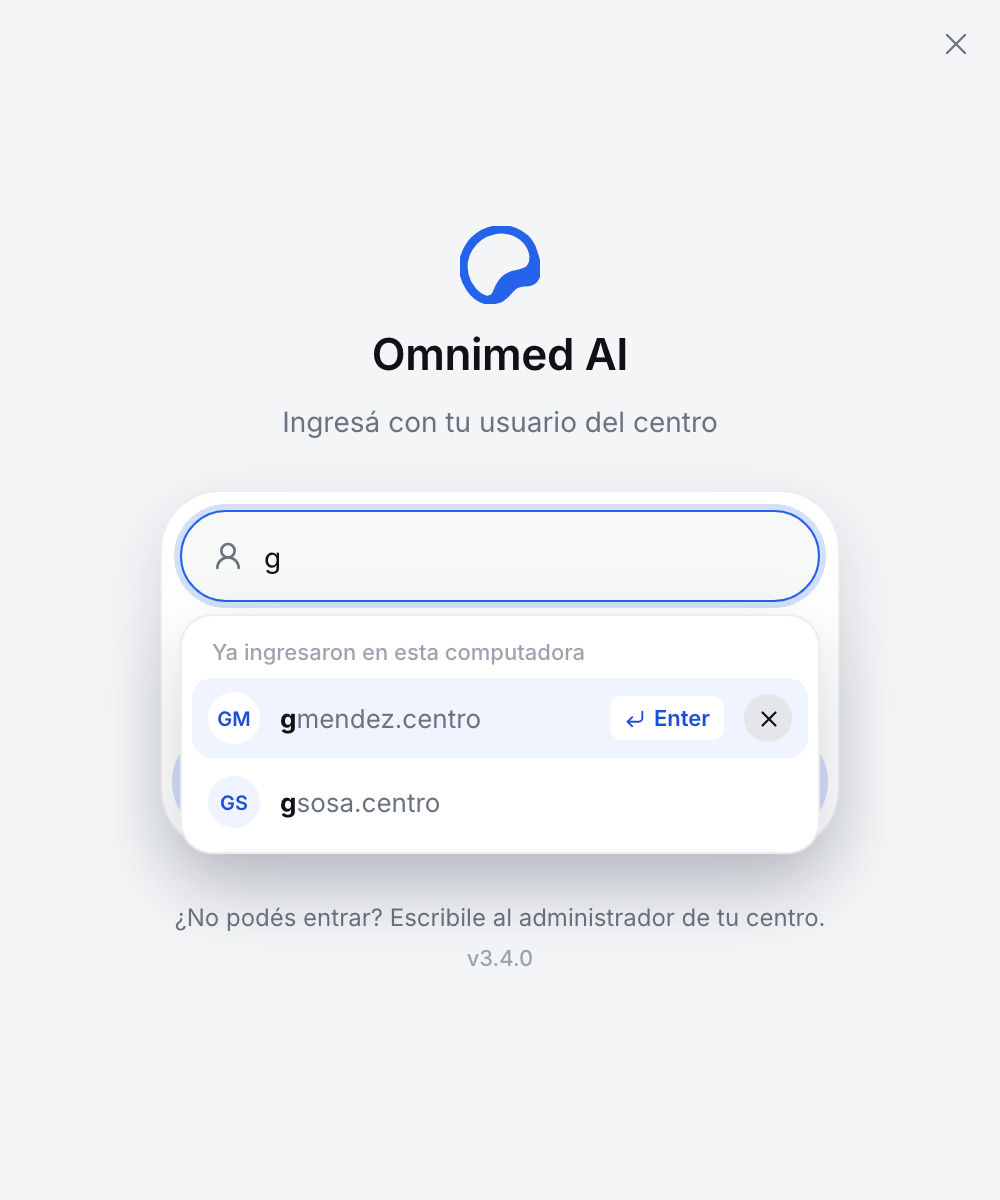 Omnimed AI
Ingresá con tu usuario del centro
g
Ya ingresaron en esta computadora
GM gmendez.centro Enter
GS gsosa.centro
¿No podés entrar? Escribile al administrador de tu centro.
v3.4.0